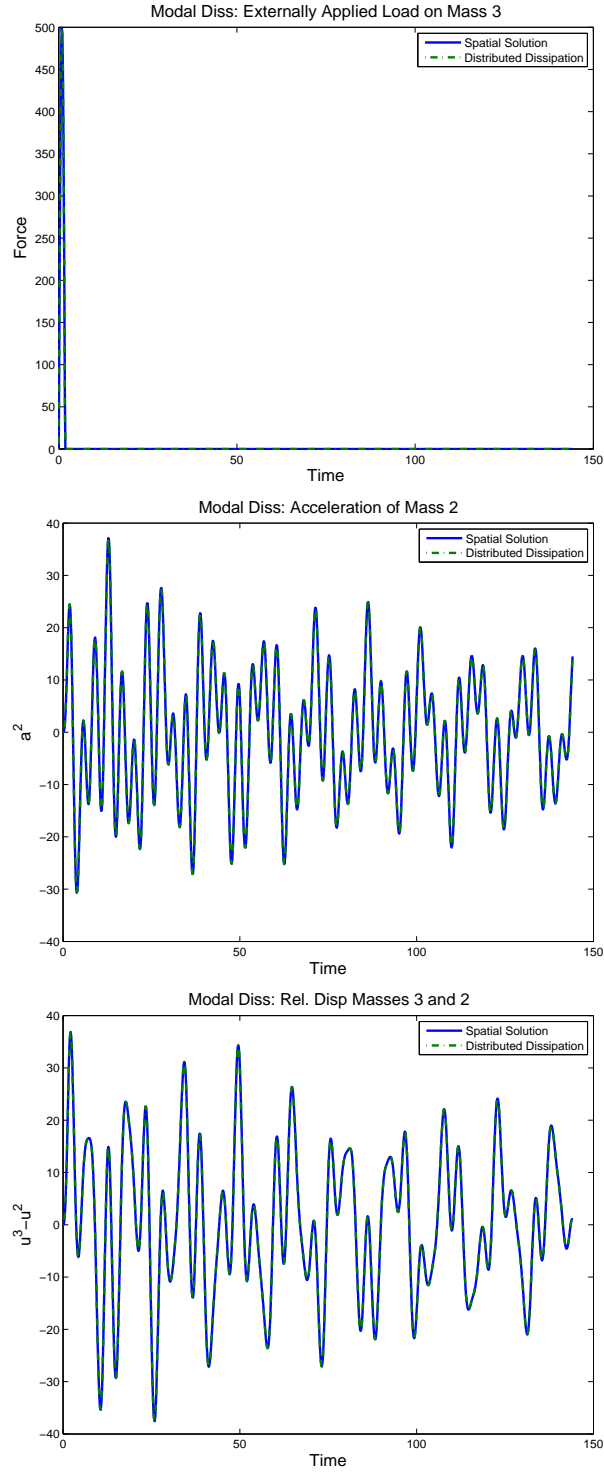 Modal Diss: Externally Applied Load on Mass 3
500
450
400
350
300
250
200
150
100
50
0
Force
Spatial Solution
Distributed Dissipation
0 50 100 150
Time
Modal Diss: Acceleration of Mass 2
40
30
20
10
0
−10
−20
−30
−40
a²
Spatial Solution
Distributed Dissipation
0 50 100 150
Time
Modal Diss: Rel. Disp Masses 3 and 2
40
30
20
10
0
−10
−20
−30
−40
u³−u²
Spatial Solution
Distributed Dissipation
0 50 100 150
Time